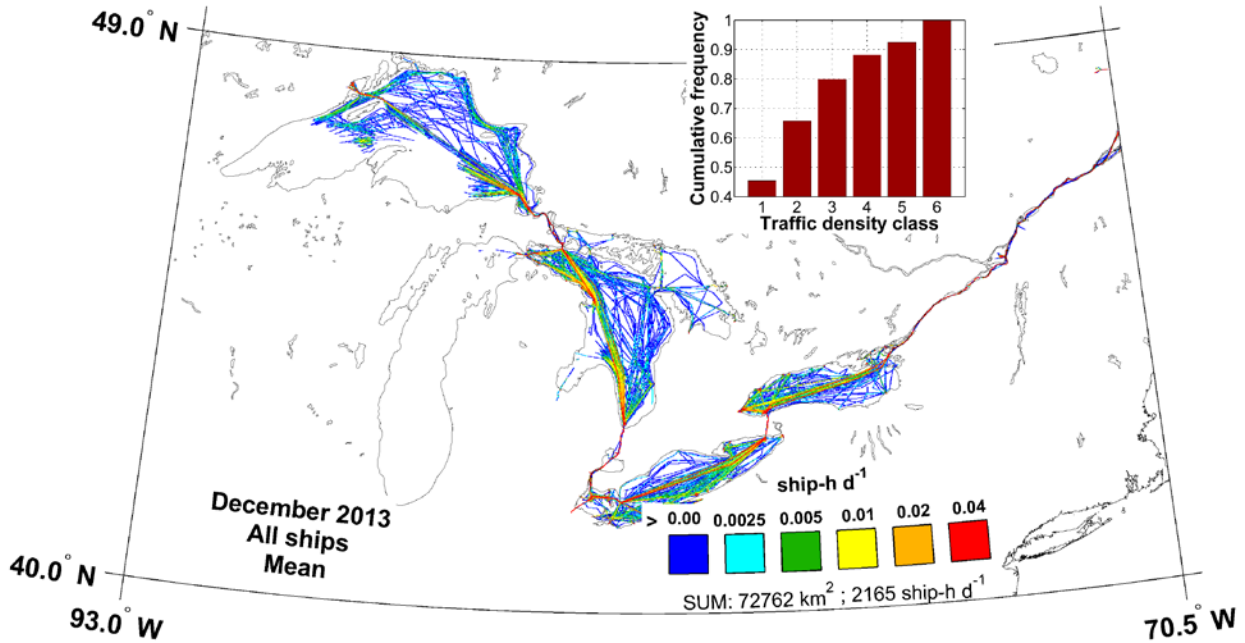 49.0° N
Cumulative frequency
1
0.9
0.8
0.7
0.6
0.5
0.4
1 2 3 4 5 6
Traffic density class
December 2013
All ships
Mean
ship-h d⁻¹
> 0.00 0.0025 0.005 0.01 0.02 0.04
SUM: 72762 km² ; 2165 ship-h d⁻¹
40.0° N
93.0° W
70.5° W